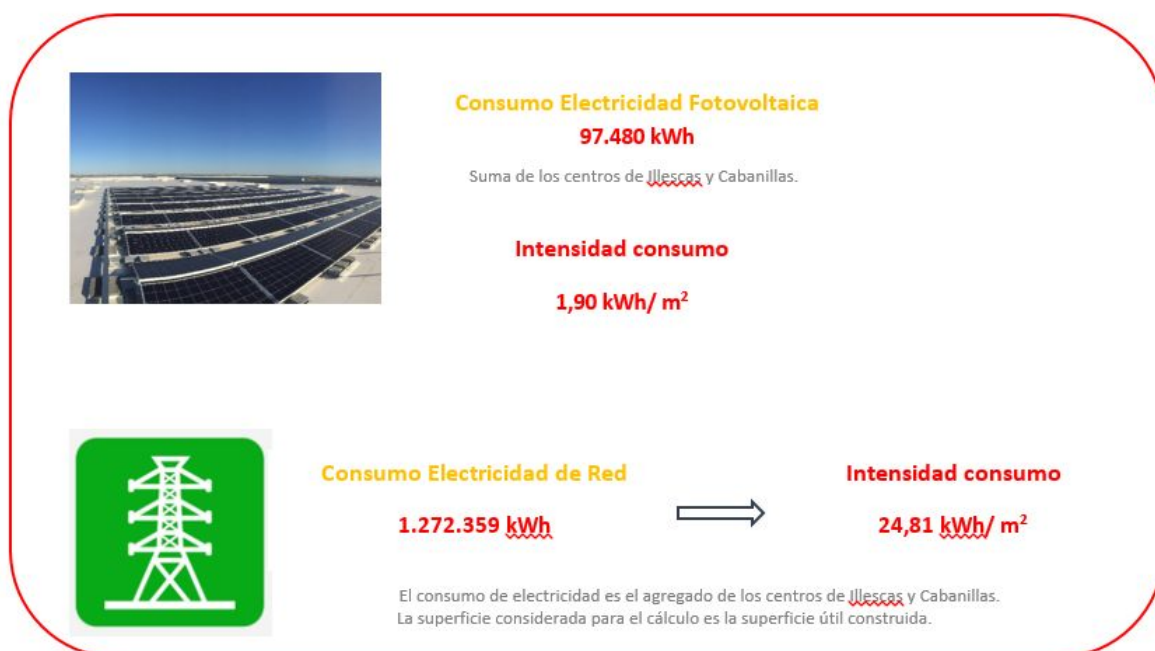 Consumo Electricidad Fotovoltaica
97.480 kWh
Suma de los centros de Illescas y Cabanillas.
Intensidad consumo
1,90 kWh/ m²
Consumo Electricidad de Red
Intensidad consumo
1.272.359 kWh
24,81 kWh/ m²
El consumo de electricidad es el agregado de los centros de Illescas y Cabanillas.
La superficie considerada para el cálculo es la superficie útil construida.